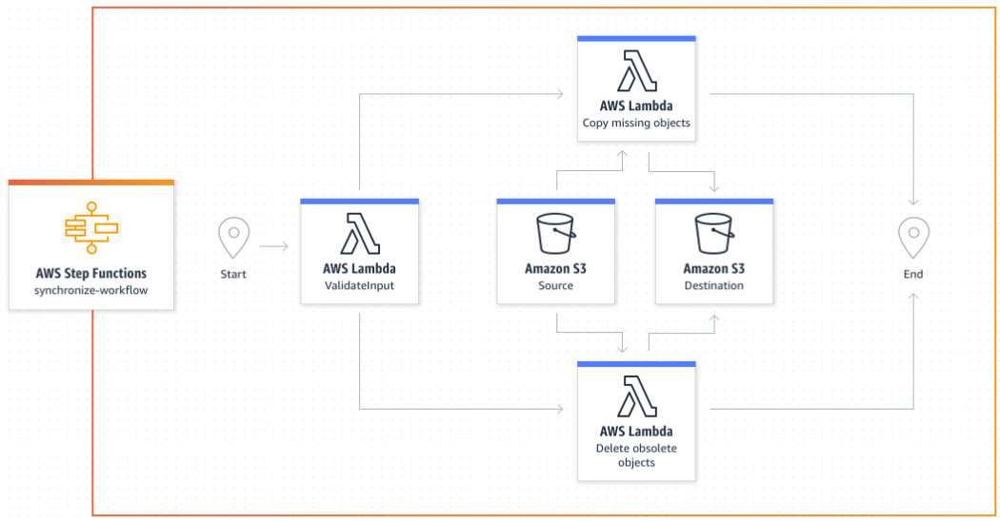 AWS Lambda
Copy missing objects
AWS Step Functions
synchronize-workflow
Start
AWS Lambda
ValidateInput
Amazon S3
Source
Amazon S3
Destination
End
AWS Lambda
Delete obsolete
objects